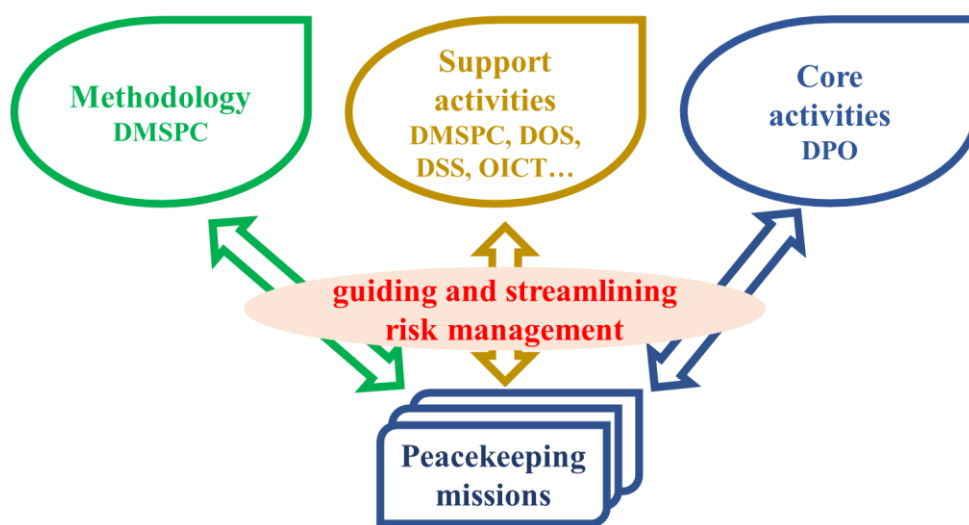 Methodology
DMSPC
Support
activities
DMSPC, DOS,
DSS, OICT…
Core
activities
DPO
guiding and streamlining
risk management
Peacekeeping
missions